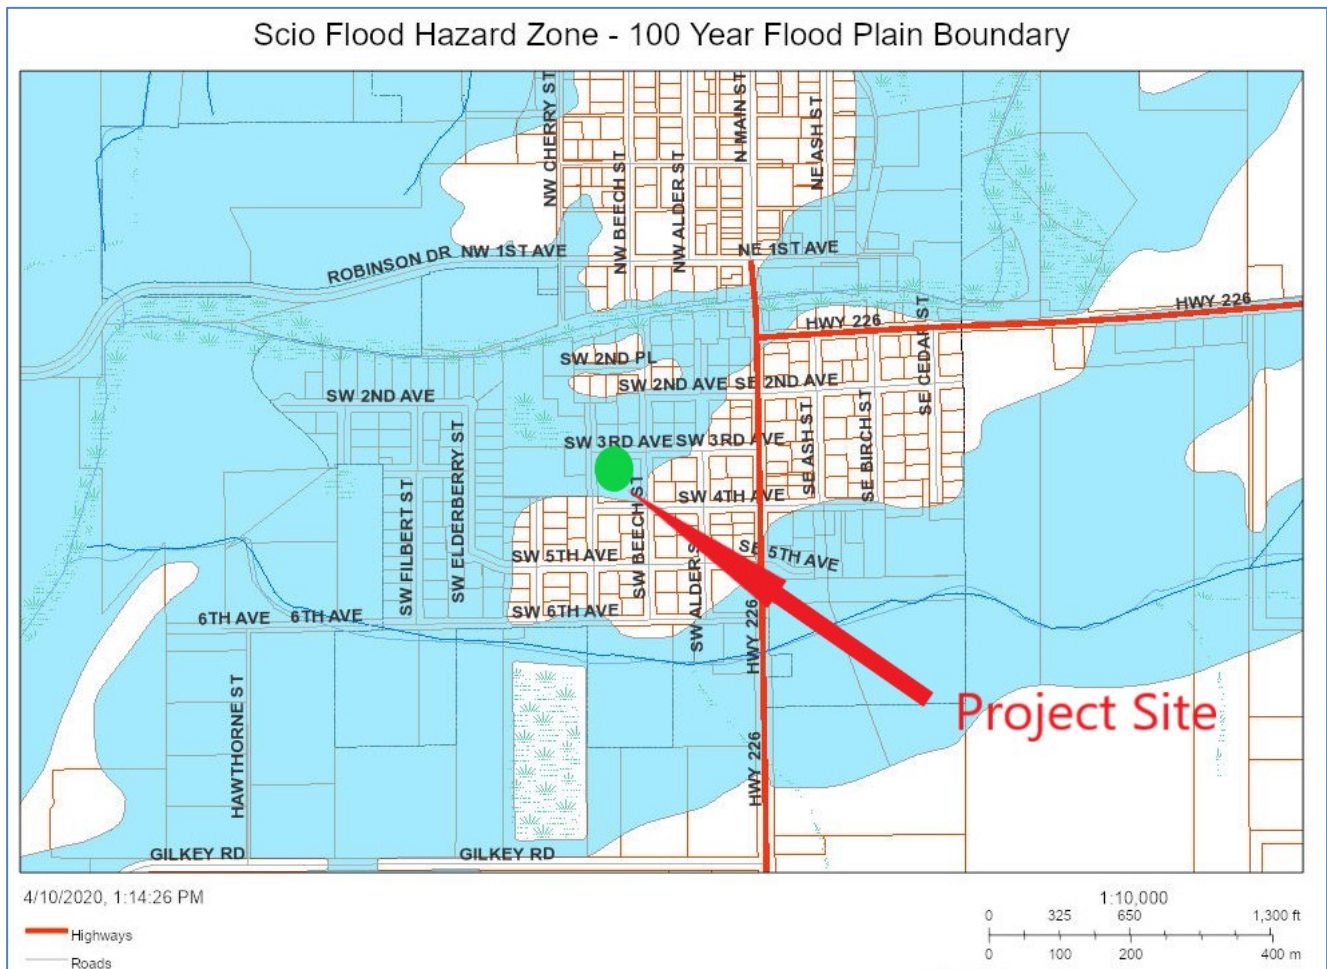 Scio Flood Hazard Zone - 100 Year Flood Plain Boundary
NW CHERRY ST
NW BEECH ST
NW ALDER ST
N MAIN ST
NE ASH ST
ROBINSON DR
NW 1ST AVE
NE 1ST AVE
HWY 226
HWY 226
SW 2ND PL
SW 2ND AVE
SW 2ND AVE
SE 2ND AVE
SE CEDAR ST
SW 3RD AVE
SW 3RD AVE
SE ASH ST
SE BIRCH ST
SW FILBERT ST
SW ELDERBERRY ST
SW BEECH ST
SW 4TH AVE
SW 5TH AVE
SW ALDER S
SE 5TH AVE
6TH AVE
6TH AVE
SW 6TH AVE
HWY 226
HAWTHORNE ST
Project Site
HWY 226
GILKEY RD
GILKEY RD
4/10/2020, 1:14:26 PM
1:10,000
0 325 650 1,300 ft
0 100 200 400 m
Highways
Roads